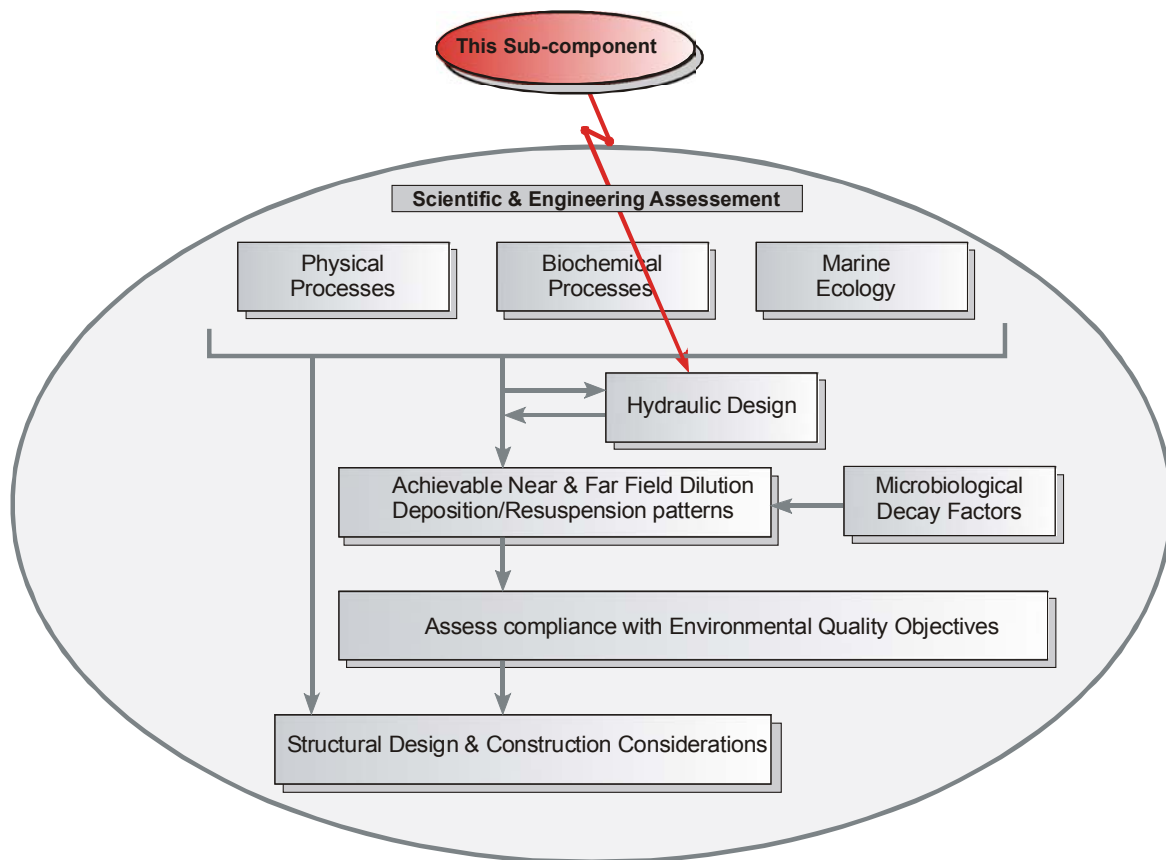 This Sub-component
Scientific & Engineering Assessement
Physical
Processes
Biochemical
Processes
Marine
Ecology
Hydraulic Design
Achievable Near & Far Field Dilution
Deposition/Resuspension patterns
Microbiological
Decay Factors
Assess compliance with Environmental Quality Objectives
Structural Design & Construction Considerations